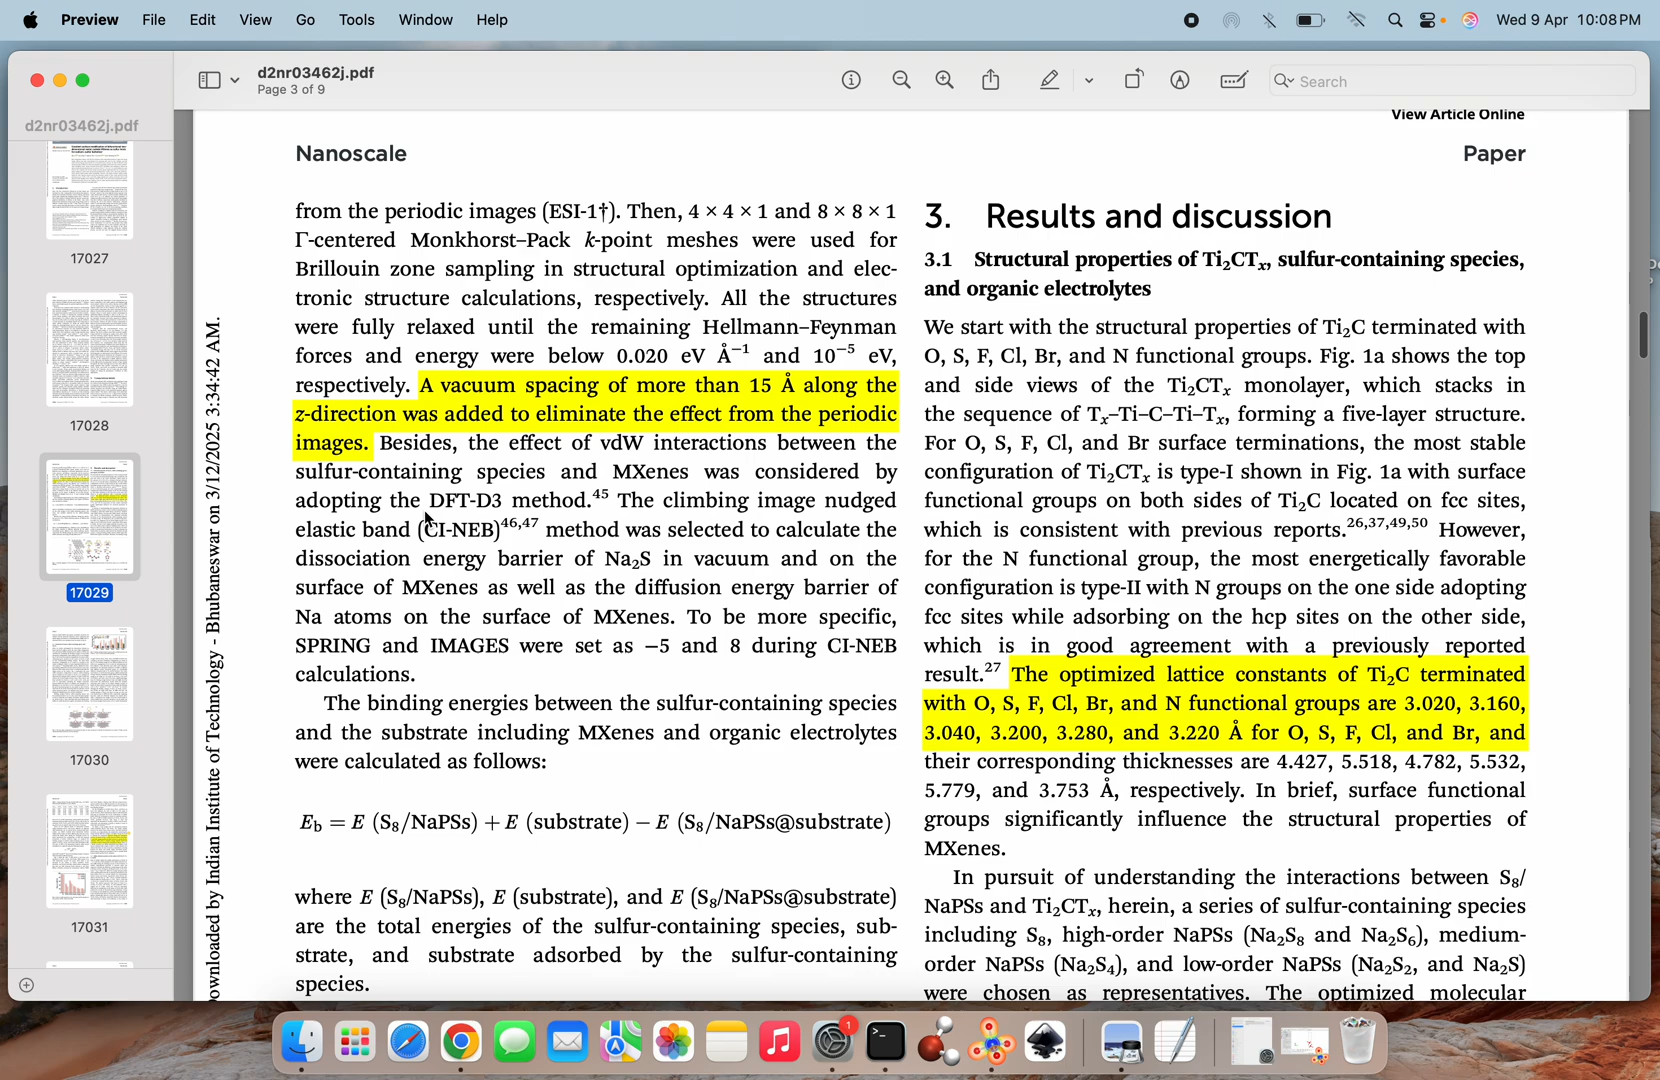 Preview File Edit View Go Tools Window Help
Wed 9 Apr 10:08 PM
d2nr03462j.pdf
Page 3 of 9
Search
d2nr03462j.pdf
17027
17028
17029
17030
17031
ownloaded by Indian Institute of Technology - Bhubaneswar on 3/12/2025 3:34:42 AM.
View Article Online
Nanoscale
Paper
from the periodic images (ESI-1†). Then, 4 × 4 × 1 and 8 × 8 × 1
Γ-centered Monkhorst–Pack k-point meshes were used for
Brillouin zone sampling in structural optimization and elec-
tronic structure calculations, respectively. All the structures
were fully relaxed until the remaining Hellmann–Feynman
forces and energy were below 0.020 eV Å⁻¹ and 10⁻⁵ eV,
respectively. A vacuum spacing of more than 15 Å along the
z-direction was added to eliminate the effect from the periodic
images. Besides, the effect of vdW interactions between the
sulfur-containing species and MXenes was considered by
adopting the DFT-D3 method.⁴⁵ The climbing image nudged
elastic band (CI-NEB)⁴⁶,⁴⁷ method was selected to calculate the
dissociation energy barrier of Na₂S in vacuum and on the
surface of MXenes as well as the diffusion energy barrier of
Na atoms on the surface of MXenes. To be more specific,
SPRING and IMAGES were set as −5 and 8 during CI-NEB
calculations.
The binding energies between the sulfur-containing species
and the substrate including MXenes and organic electrolytes
were calculated as follows:
E_b = E (S₈/NaPSs) + E (substrate) − E (S₈/NaPSs@substrate)
where E (S₈/NaPSs), E (substrate), and E (S₈/NaPSs@substrate)
are the total energies of the sulfur-containing species, sub-
strate, and substrate adsorbed by the sulfur-containing
species.
3. Results and discussion
3.1 Structural properties of Ti₂CTₓ, sulfur-containing species,
and organic electrolytes
We start with the structural properties of Ti₂C terminated with
O, S, F, Cl, Br, and N functional groups. Fig. 1a shows the top
and side views of the Ti₂CTₓ monolayer, which stacks in
the sequence of Tₓ–Ti–C–Ti–Tₓ, forming a five-layer structure.
For O, S, F, Cl, and Br surface terminations, the most stable
configuration of Ti₂CTₓ is type-I shown in Fig. 1a with surface
functional groups on both sides of Ti₂C located on fcc sites,
which is consistent with previous reports.²⁶,³⁷,⁴⁹,⁵⁰ However,
for the N functional group, the most energetically favorable
configuration is type-II with N groups on the one side adopting
fcc sites while adsorbing on the hcp sites on the other side,
which is in good agreement with a previously reported
result.²⁷ The optimized lattice constants of Ti₂C terminated
with O, S, F, Cl, Br, and N functional groups are 3.020, 3.160,
3.040, 3.200, 3.280, and 3.220 Å for O, S, F, Cl, and Br, and
their corresponding thicknesses are 4.427, 5.518, 4.782, 5.532,
5.779, and 3.753 Å, respectively. In brief, surface functional
groups significantly influence the structural properties of
MXenes.
In pursuit of understanding the interactions between S₈/
NaPSs and Ti₂CTₓ, herein, a series of sulfur-containing species
including S₈, high-order NaPSs (Na₂S₈ and Na₂S₆), medium-
order NaPSs (Na₂S₄), and low-order NaPSs (Na₂S₂, and Na₂S)
were chosen as representatives. The optimized molecular
1